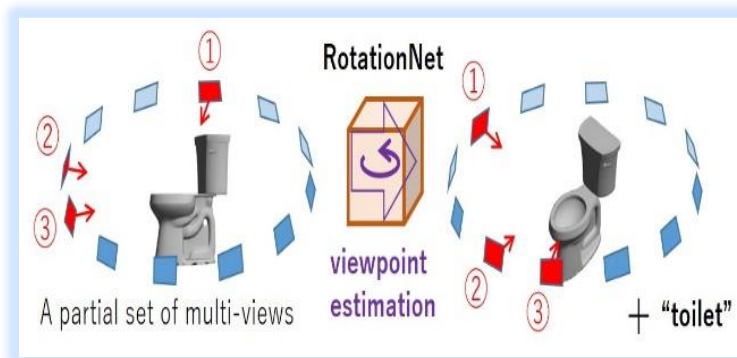 ①
RotationNet
①
②
③
②
③
viewpoint
estimation
A partial set of multi-views
+ “toilet”